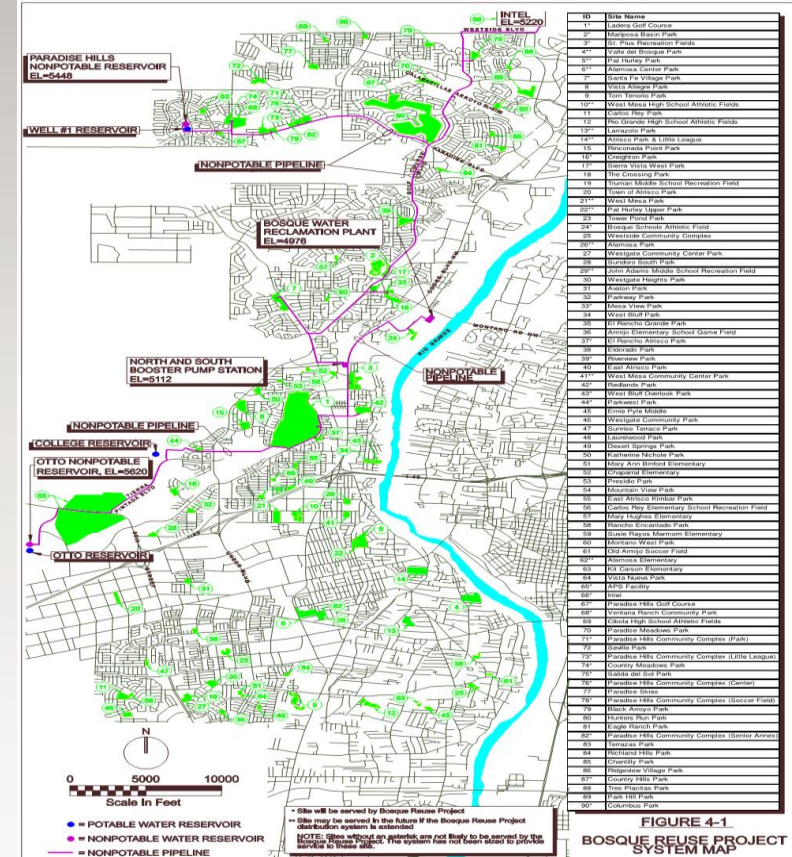 INTEL
EL=5220
WESTSIDE BLVD
PARADISE HILLS
NONPOTABLE RESERVOIR
EL=5448
CALABACILLAS ARROYO
WELL #1 RESERVOIR
NONPOTABLE PIPELINE
PARADISE BLVD
BOSQUE WATER
RECLAMATION PLANT
EL=4976
COORS BLVD NW
MONTANO RD NW
RIO GRANDE
NORTH AND SOUTH
BOOSTER PUMP STATION
EL=5112
NONPOTABLE
PIPELINE
NONPOTABLE PIPELINE
COLLEGE RESERVOIR
OTTO NONPOTABLE
RESERVOIR, EL=5620
TIERRA
PINTADA BLVD
I-40
OTTO RESERVOIR
N
0 5000 10000
Scale In Feet
= POTABLE WATER RESERVOIR
= NONPOTABLE WATER RESERVOIR
= NONPOTABLE PIPELINE
* Site will be served by Bosque Reuse Project
** Site may be served in the future if the Bosque Reuse Project
distribution system is extended
NOTE: Sites without an asterisk are not likely to be served by the
Bosque Reuse Project. The system has not been sized to provide
service to these sites.
ID Site Name
1* Ladera Golf Course
2* Mariposa Basin Park
3* St. Pius Recreation Fields
4** Valle del Bosque Park
5** Pat Hurley Park
6** Alamosa Center Park
7* Santa Fe Village Park
8 Vista Allegre Park
9 Tom Tenorio Park
10** West Mesa High School Athletic Fields
11 Carlos Rey Park
12 Rio Grande High School Athletic Fields
13** Larrazolo Park
14** Atrisco Park & Little League
15 Rinconada Point Park
16* Creighton Park
17* Sierra Vista West Park
18 The Crossing Park
19 Truman Middle School Recreation Field
20 Town of Atrisco Park
21** West Mesa Park
22** Pat Hurley Upper Park
23 Tower Pond Park
24* Bosque Schools Athletic Field
25 Westside Community Complex
26** Alamosa Park
27 Westgate Community Center Park
28 Sundoro South Park
29** John Adams Middle School Recreation Field
30 Westgate Heights Park
31 Avalon Park
32 Parkway Park
33* Mesa View Park
34 West Bluff Park
35 El Rancho Grande Park
36 Armijo Elementary School Game Field
37* El Rancho Atrisco Park
38 Eldorado Park
39* Riverview Park
40 East Atrisco Park
41** West Mesa Community Center Park
42* Redlands Park
43* West Bluff Overlook Park
44* Parkwest Park
45 Ernie Pyle Middle
46 Westgate Community Park
47 Sunrise Terrace Park
48 Laurelwood Park
49 Desert Springs Park
50 Katherine Nichole Park
51 Mary Ann Binford Elementary
52 Chaparral Elementary
53 Presidio Park
54 Mountain View Park
55 East Atrisco Kimbar Park
56 Carlos Rey Elementary School Recreation Field
57 Mary Hughes Elementary
58 Rancho Encantado Park
59 Susie Rayos Marmom Elementary
60 Montano West Park
61 Old Armijo Soccer Field
62** Alamosa Elementary
63 Kit Carson Elementary
64 Vista Nueva Park
65* APS Facility
66* Intel
67* Paradise Hills Golf Course
68* Ventana Ranch Community Park
69 Cibola High School Athletic Fields
70 Paradise Meadows Park
71* Paradise Hills Community Complex (Park)
72 Seville Park
73* Paradise Hills Community Complex (Little League)
74* Country Meadows Park
75* Salida del Sol Park
76* Paradise Hills Community Complex (Center)
77 Paradise Skies
78* Paradise Hills Community Complex (Soccer Field)
79 Black Arroyo Park
80 Hunters Run Park
81 Eagle Ranch Park
82* Paradise Hills Community Complex (Senior Annex)
83 Terrazas Park
84 Richland Hills Park
85 Chantilly Park
86 Ridgeview Village Park
87* Country Hills Park
88 Tres Placitas Park
89 Park Hill Park
90* Columbus Park
FIGURE 4-1
BOSQUE REUSE PROJECT
SYSTEM MAP